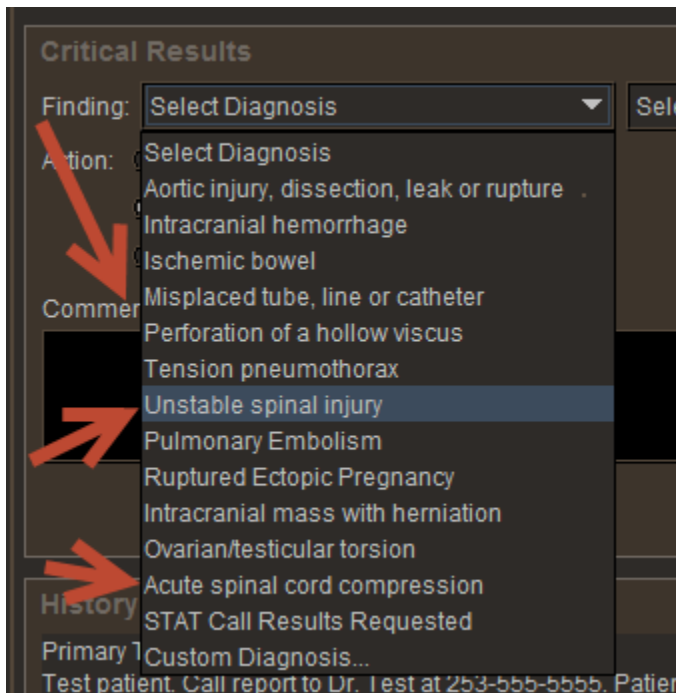 Critical Results
Finding: Select Diagnosis
Select Diagnosis
Action:
Aortic injury, dissection, leak or rupture
Intracranial hemorrhage
Ischemic bowel
Misplaced tube, line or catheter
Perforation of a hollow viscus
Tension pneumothorax
Unstable spinal injury
Pulmonary Embolism
Ruptured Ectopic Pregnancy
Intracranial mass with herniation
Ovarian/testicular torsion
Acute spinal cord compression
History
STAT Call Results Requested
Primary
Custom Diagnosis...
Test patient. Call report to Dr. Test at 253-555-5555.